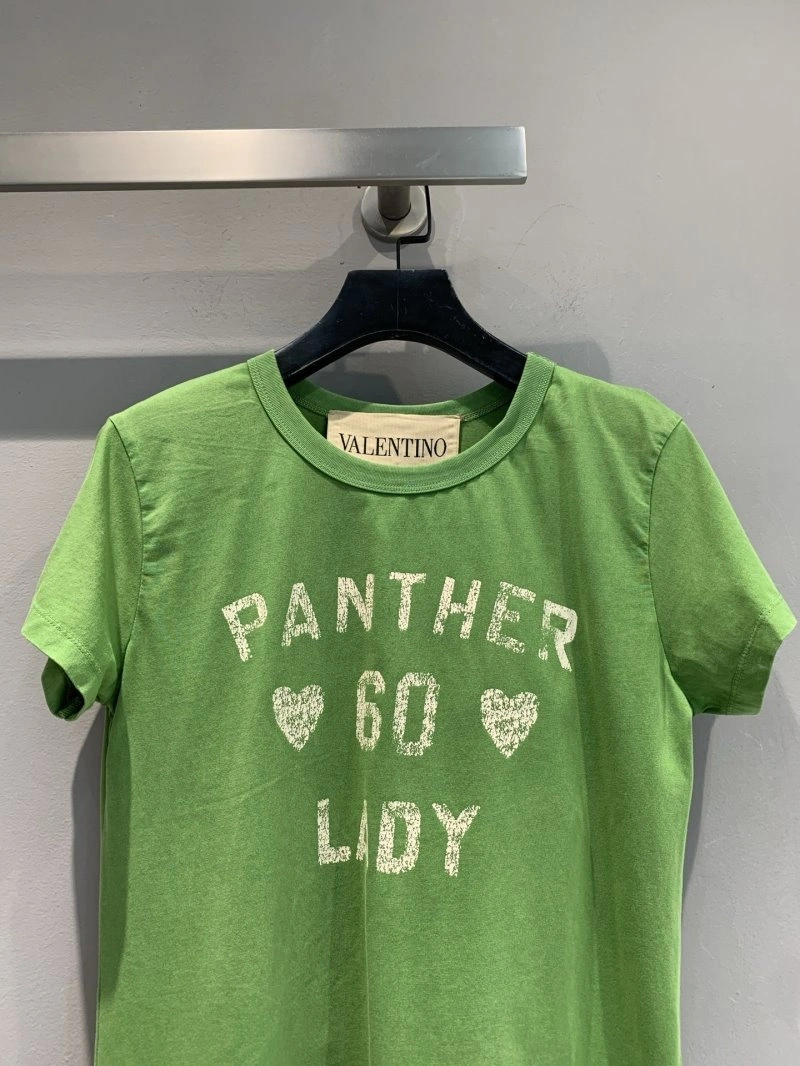 VALENTINO
PANTHER
60
LADY